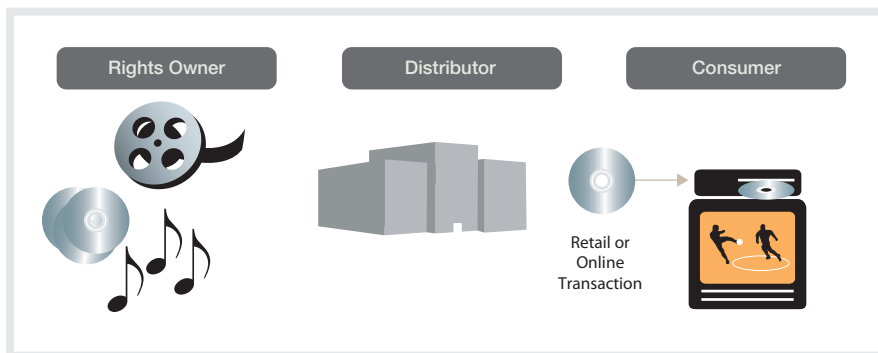 Rights Owner
Distributor
Consumer
Retail or
Online
Transaction